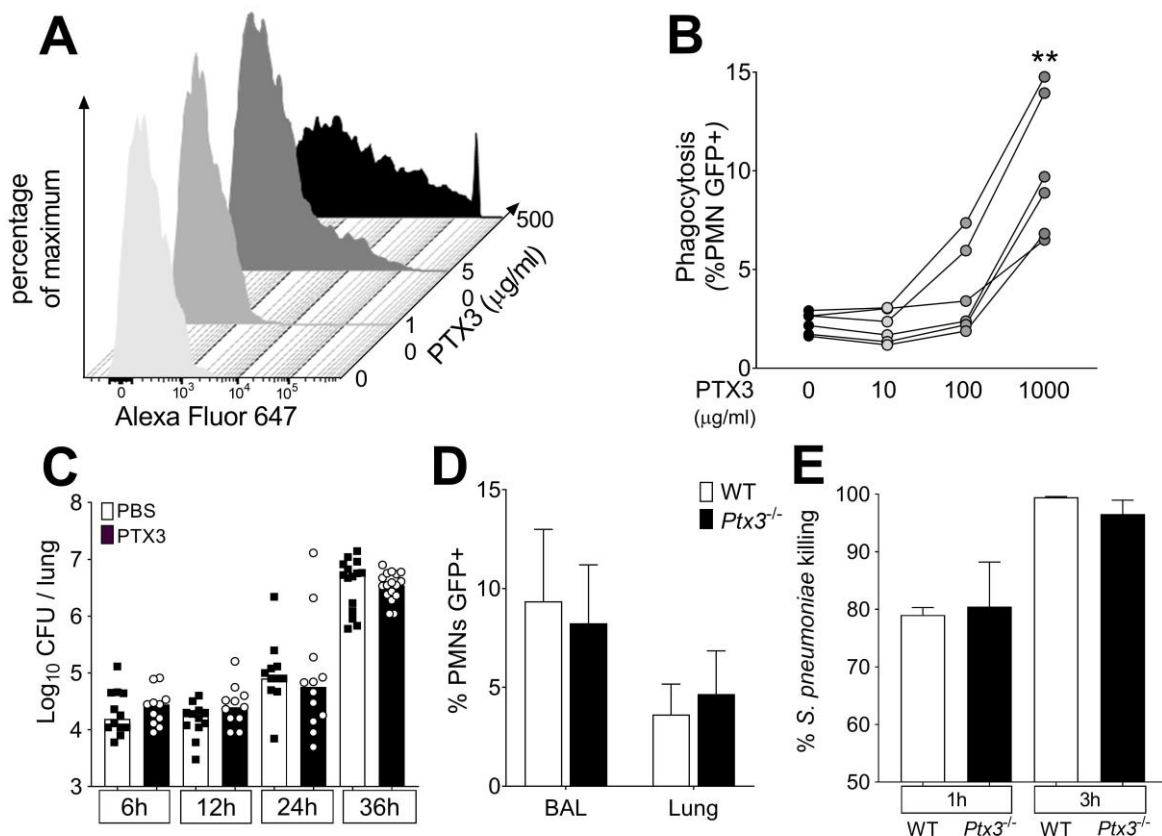 A
percentage
of maximum
0
10³
10⁴
10⁵
Alexa Fluor 647
0
1
0
5
0
500
PTX3 (μg/ml)
B
**
15
10
5
0
Phagocytosis
(%PMN GFP+)
PTX3
(μg/ml)
0 10 100 1000
C
PBS
PTX3
8
7
6
5
4
3
Log₁₀ CFU / lung
6h 12h 24h 36h
D
WT
Ptx3⁻/⁻
15
10
5
0
% PMNs GFP+
BAL Lung
E
100
90
80
70
60
50
% S. pneumoniae killing
1h 3h
WT Ptx3⁻/⁻ WT Ptx3⁻/⁻